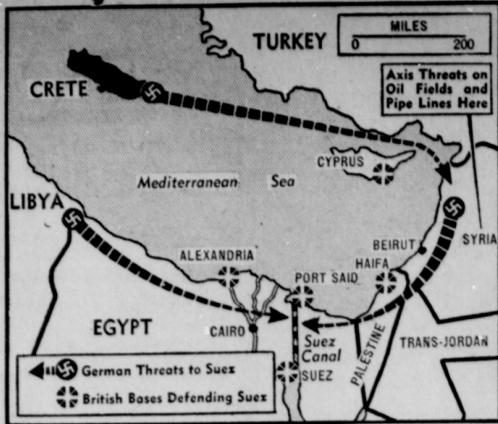 TURKEY
MILES
0 200
CRETE
Axis Threats on
Oil Fields and
Pipe Lines Here
CYPRUS
Mediterranean Sea
LIBYA
SYRIA
BEIRUT
ALEXANDRIA
HAIFA
PORT SAID
EGYPT
CAIRO
Suez
Canal
PALESTINE
TRANS-JORDAN
SUEZ
German Threats to Suez
British Bases Defending Suez